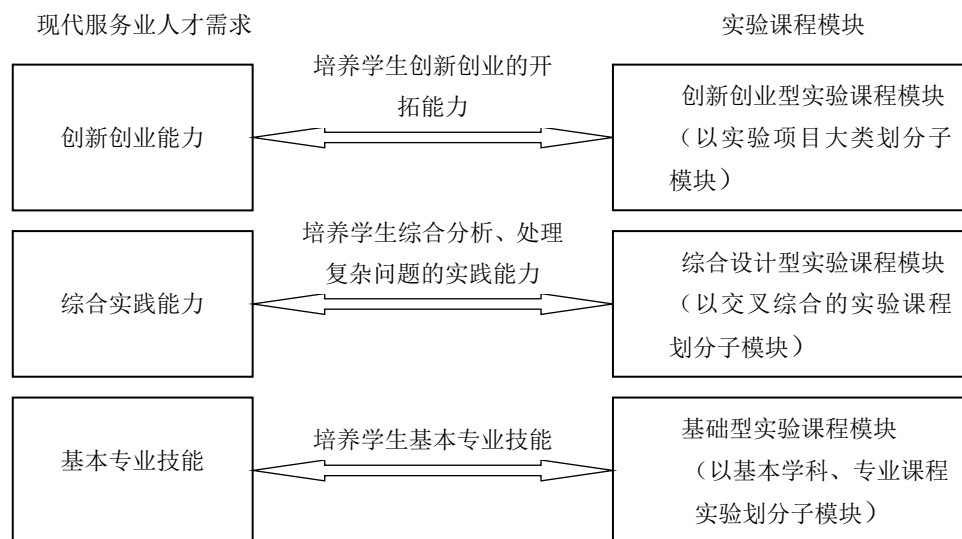 现代服务业人才需求
实验课程模块
创新创业能力
培养学生创新创业的开
拓能力
创新创业型实验课程模块
（以实验项目大类划分子
模块）
综合实践能力
培养学生综合分析、处理
复杂问题的实践能力
综合设计型实验课程模块
（以交叉综合的实验课程
划分子模块）
基本专业技能
培养学生基本专业技能
基础型实验课程模块
（以基本学科、专业课程
实验划分子模块）